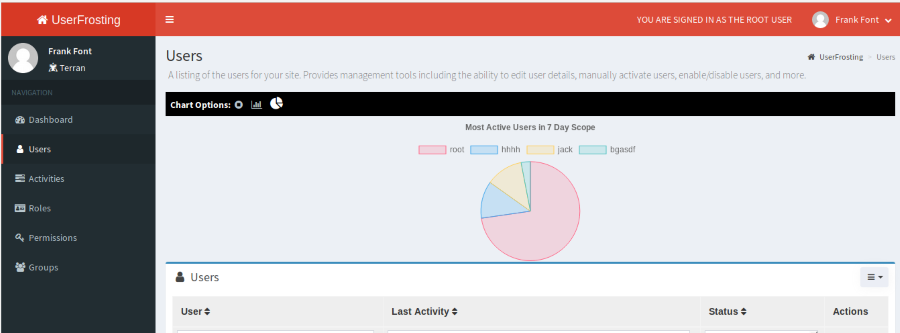 UserFrosting
YOU ARE SIGNED IN AS THE ROOT USER
Frank Font
Frank Font
Terran
NAVIGATION
Dashboard
Users
Activities
Roles
Permissions
Groups
Users
UserFrosting > Users
A listing of the users for your site. Provides management tools including the ability to edit user details, manually activate users, enable/disable users, and more.
Chart Options:
Most Active Users in 7 Day Scope
root hhhh jack bgasdf
Users
User Last Activity Status Actions